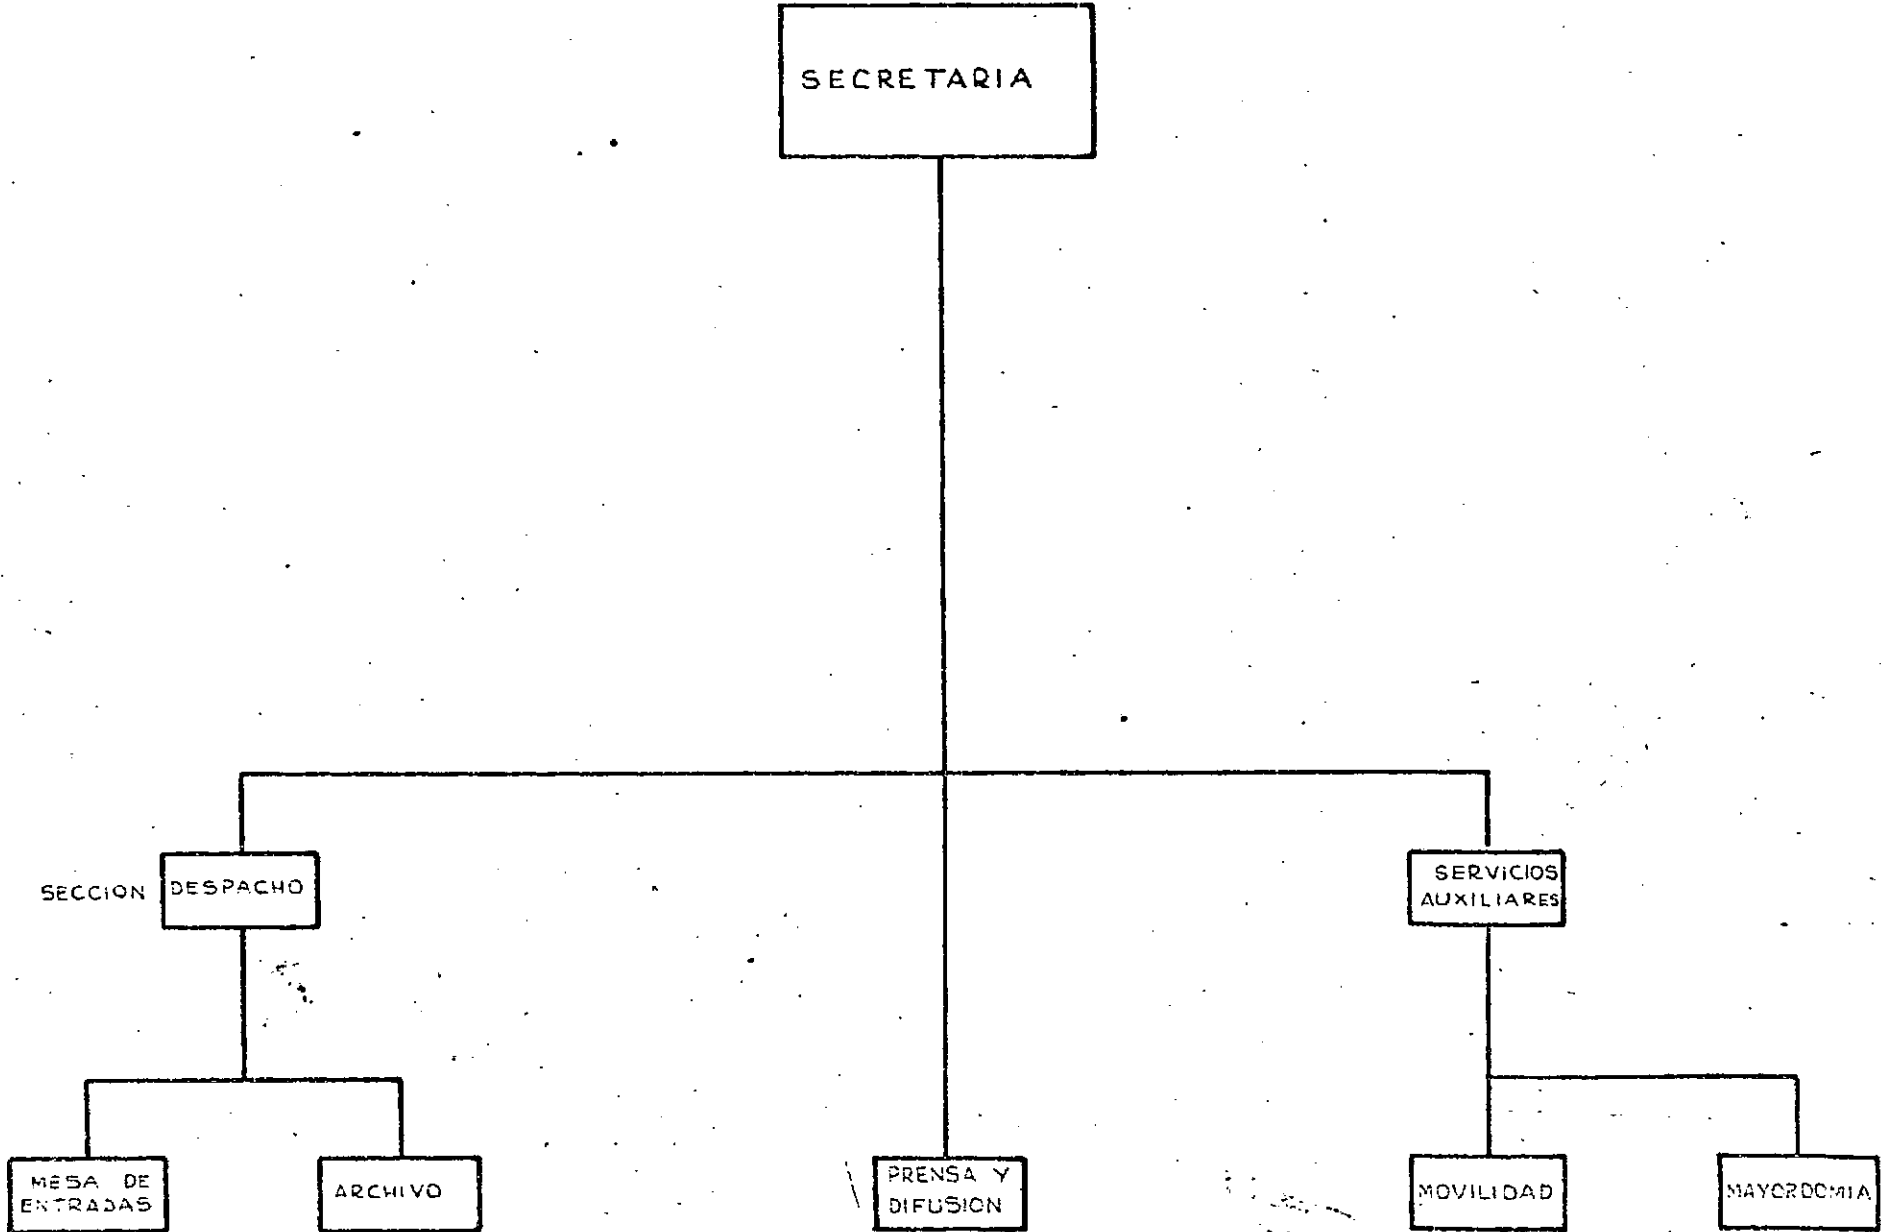 SECRETARIA
SECCION DESPACHO
SERVICIOS
AUXILIARES
MESA DE
ENTRADAS
ARCHIVO
PRENSA Y
DIFUSION
MOVILIDAD
MAYORDOMIA